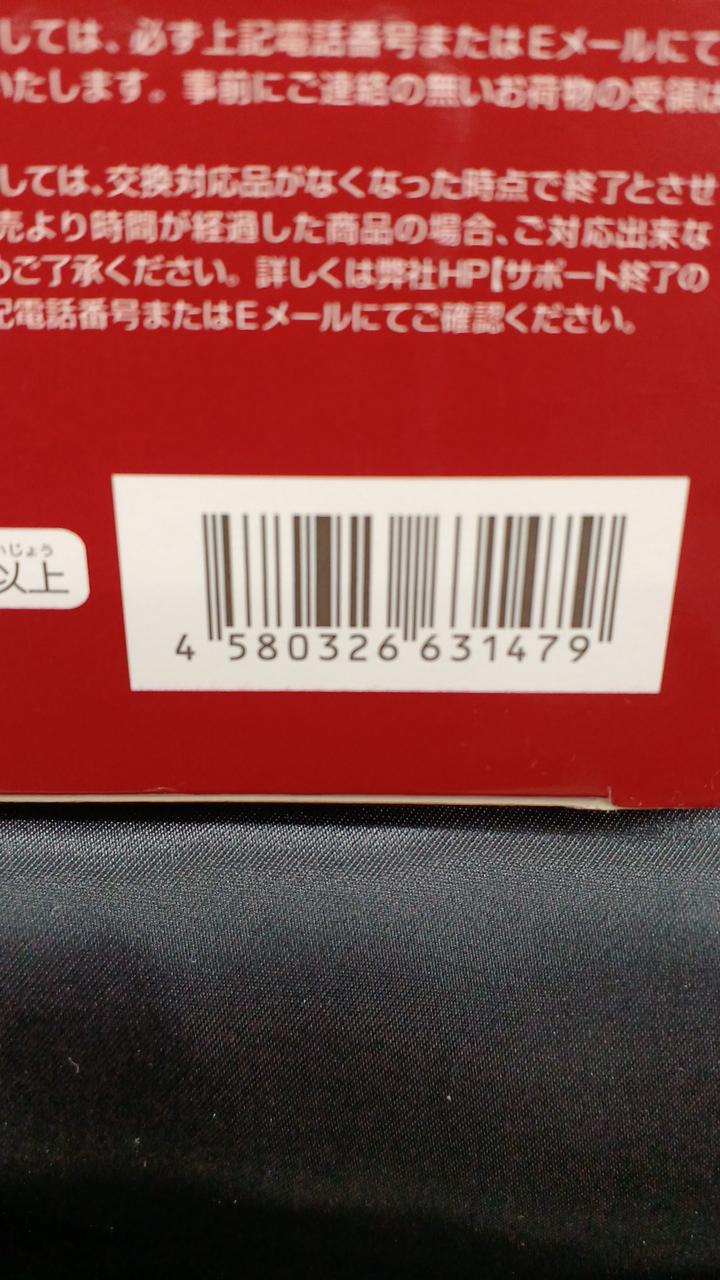 しては、必ず上記電話番号またはEメールにて
いたします。事前にご連絡の無いお荷物の受領は
しては、交換対応品がなくなった時点で終了とさせ
売より時間が経過した商品の場合、ご対応出来な
めご了承ください。詳しくは弊社HP【サポート終了の
記電話番号またはEメールにてご確認ください。
いじょう
以上
4 580326 631479